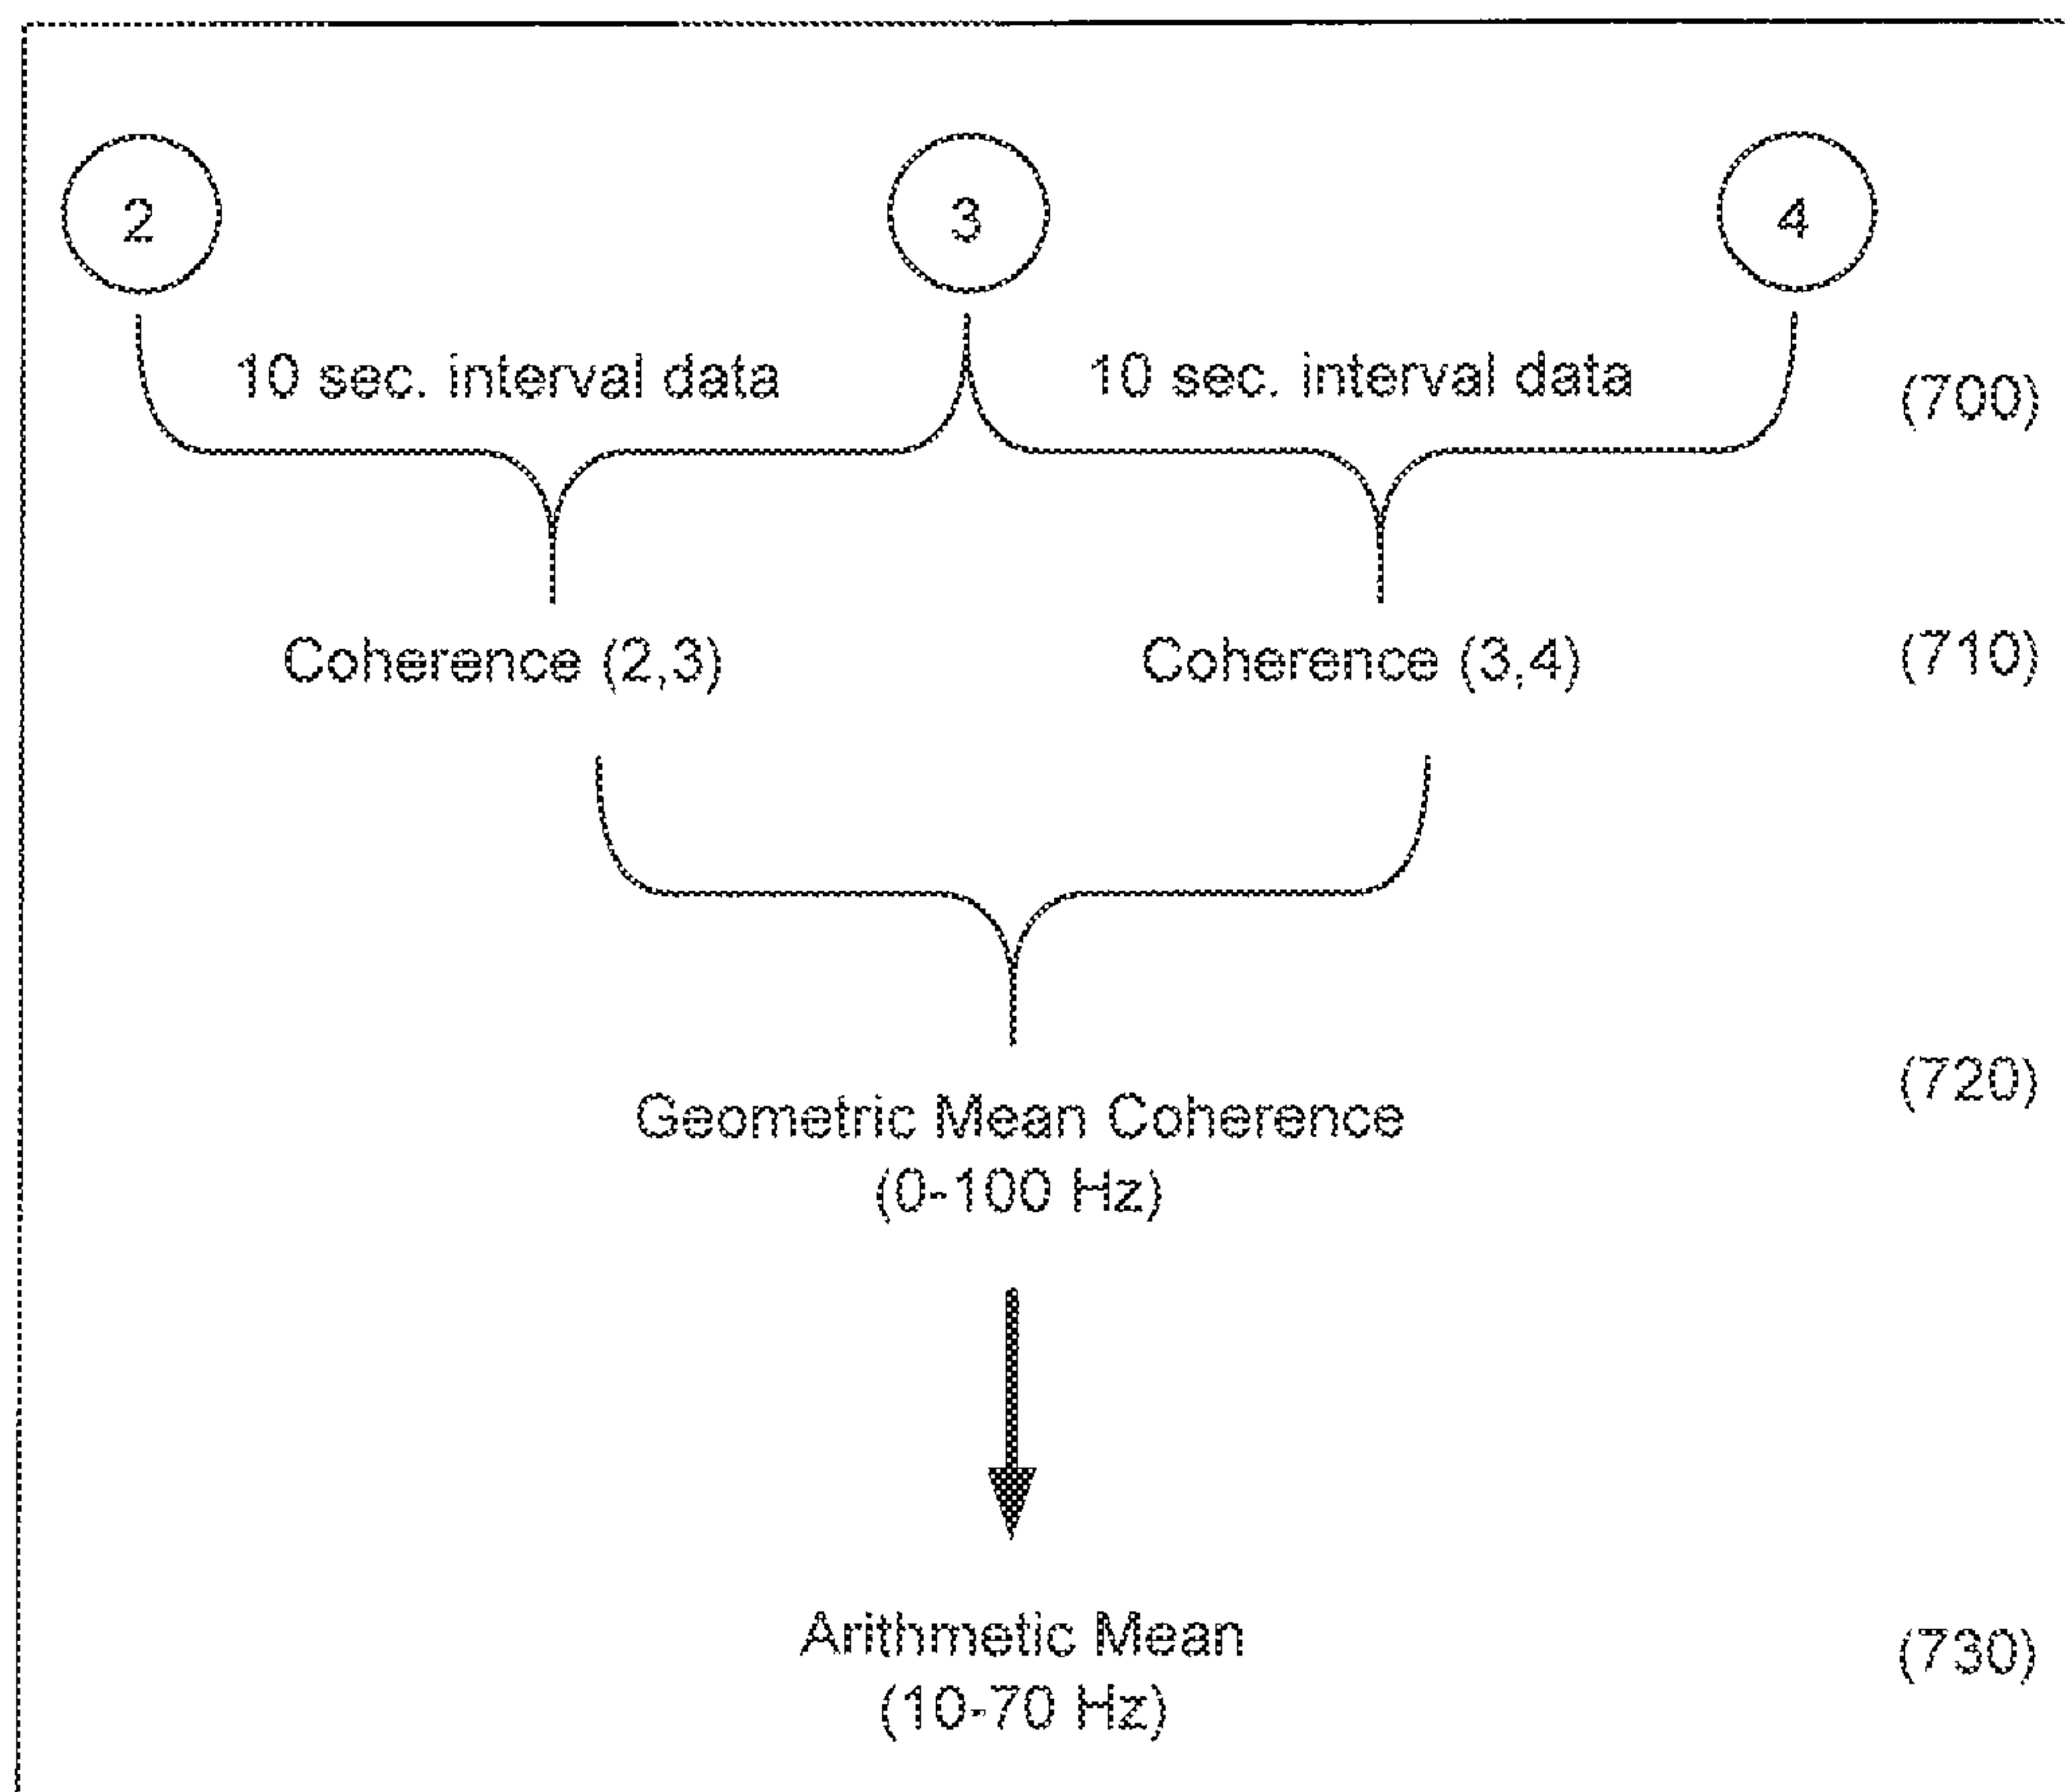 2 3 4
10 sec. interval data 10 sec. interval data (700)
Coherence (2,3) Coherence (3,4) (710)
Geometric Mean Coherence (720)
(0-100 Hz)
Arithmetic Mean (730)
(10-70 Hz)